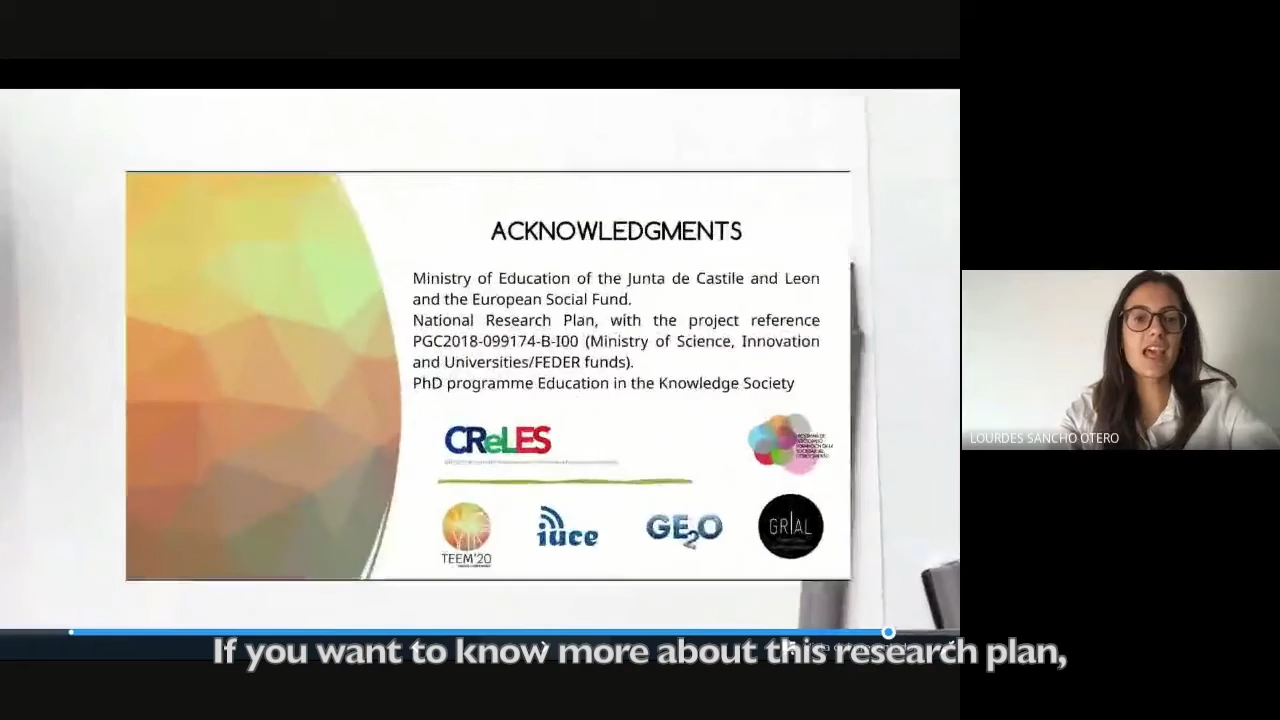 ACKNOWLEDGMENTS
Ministry of Education of the Junta de Castile and Leon
and the European Social Fund.
National Research Plan, with the project reference
PGC2018-099174-B-I00 (Ministry of Science, Innovation
and Universities/FEDER funds).
PhD programme Education in the Knowledge Society
CReLES
TEEM'20
iuce
GE2O
GRIAL
LOURDES SANCHO OTERO
If you want to know more about this research plan,